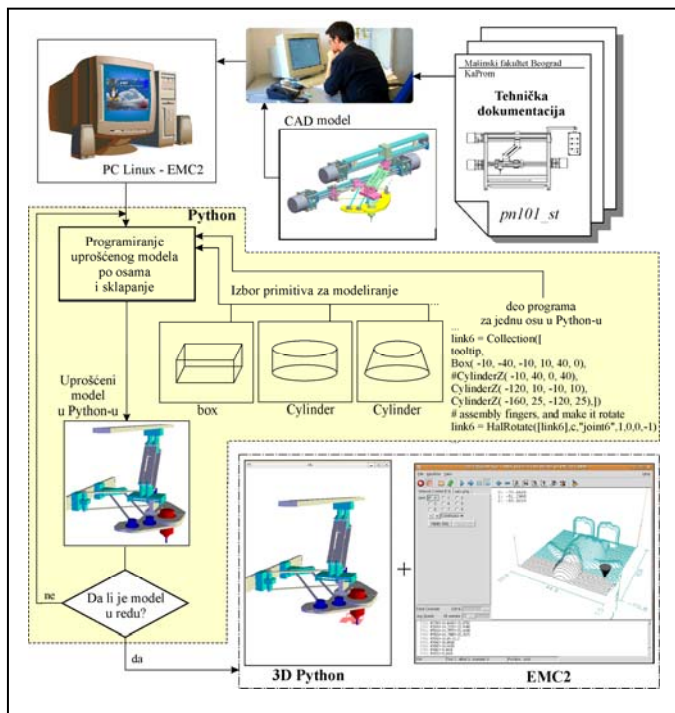 Mašinski fakultet Beograd
KaProm
Tehnička
dokumentacija
pn101_st
CAD model
PC Linux - EMC2
Python
Programiranje
uprošćenog modela
po osama
i sklapanje
Izbor primitiva za modeliranje
...
box
Cylinder
Cylinder
deo programa
za jednu osu u Python-u
...
link6 = Collection([
tooltip,
Box( -10, -40, -10, 10, 40, 0),
#CylinderZ( -10, 40, 0, 40),
CylinderZ( -120, 10, -10, 10),
CylinderZ( -160, 25, -120, 25),])
# assembly fingers, and make it rotate
link6 = HalRotate([link6],c,"joint6",1,0,0,-1)
...
Uprošćeni
model
u Python-u
ne
Da li je model
u redu?
da
+
3D Python
EMC2